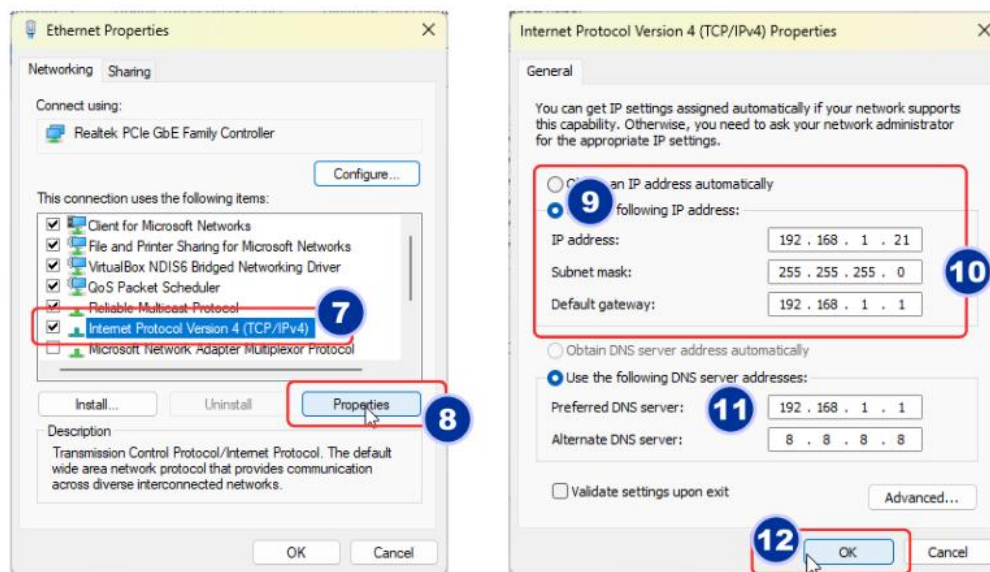 Ethernet Properties
Networking Sharing
Connect using:
Realtek PCIe GbE Family Controller
Configure...
This connection uses the following items:
Client for Microsoft Networks
File and Printer Sharing for Microsoft Networks
VirtualBox NDIS6 Bridged Networking Driver
QoS Packet Scheduler
Reliable Multicast Protocol
Internet Protocol Version 4 (TCP/IPv4)
7
Microsoft Network Adapter Multiplexor Protocol
Install... Uninstall Properties
8
Description
Transmission Control Protocol/Internet Protocol. The default
wide area network protocol that provides communication
across diverse interconnected networks.
OK Cancel
Internet Protocol Version 4 (TCP/IPv4) Properties
General
You can get IP settings assigned automatically if your network supports
this capability. Otherwise, you need to ask your network administrator
for the appropriate IP settings.
an IP address automatically
9
following IP address:
IP address: 192 . 168 . 1 . 21
Subnet mask: 255 . 255 . 255 . 0
10
Default gateway: 192 . 168 . 1 . 1
Obtain DNS server address automatically
Use the following DNS server addresses:
Preferred DNS server: 11 192 . 168 . 1 . 1
Alternate DNS server: 8 . 8 . 8 . 8
Validate settings upon exit
Advanced...
12
OK Cancel